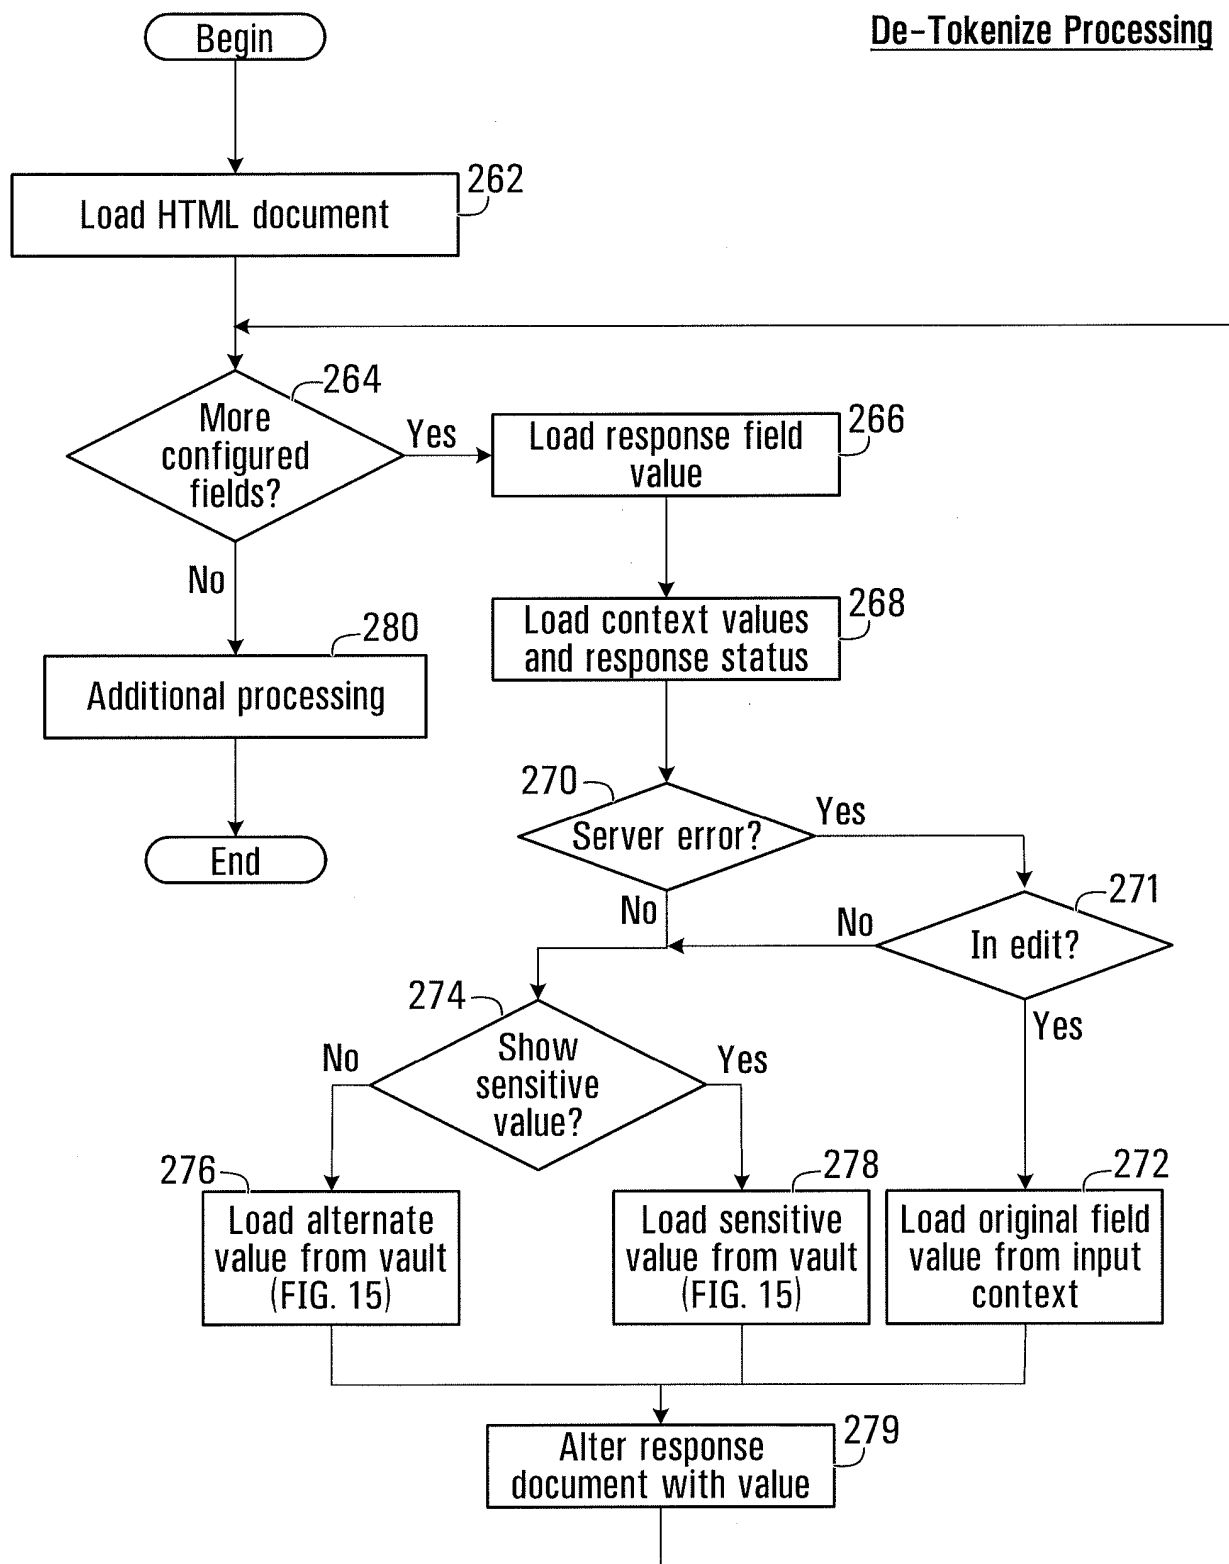 De-Tokenize Processing
Begin
262
Load HTML document
264
More
configured
fields?
Yes
266
Load response field
value
No
268
Load context values
and response status
280
Additional processing
270
Server error?
Yes
End
No
271
In edit?
No
Yes
274
Show
sensitive
value?
No
Yes
276
Load alternate
value from vault
(FIG. 15)
278
Load sensitive
value from vault
(FIG. 15)
272
Load original field
value from input
context
279
Alter response
document with value